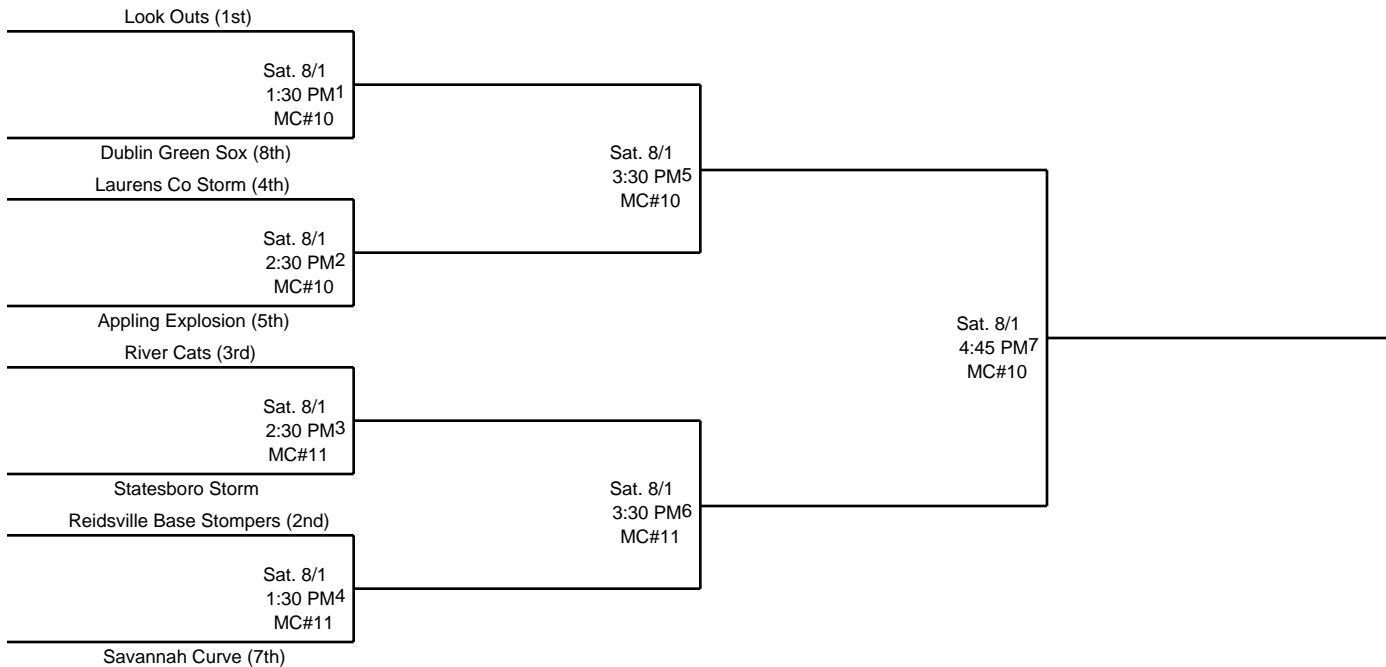 Look Outs (1st)
Sat. 8/1
1:30 PM1
MC#10
Dublin Green Sox (8th)
Laurens Co Storm (4th)
Sat. 8/1
2:30 PM2
MC#10
Appling Explosion (5th)
Sat. 8/1
3:30 PM5
MC#10
River Cats (3rd)
Sat. 8/1
2:30 PM3
MC#11
Statesboro Storm
Reidsville Base Stompers (2nd)
Sat. 8/1
1:30 PM4
MC#11
Savannah Curve (7th)
Sat. 8/1
3:30 PM6
MC#11
Sat. 8/1
4:45 PM7
MC#10